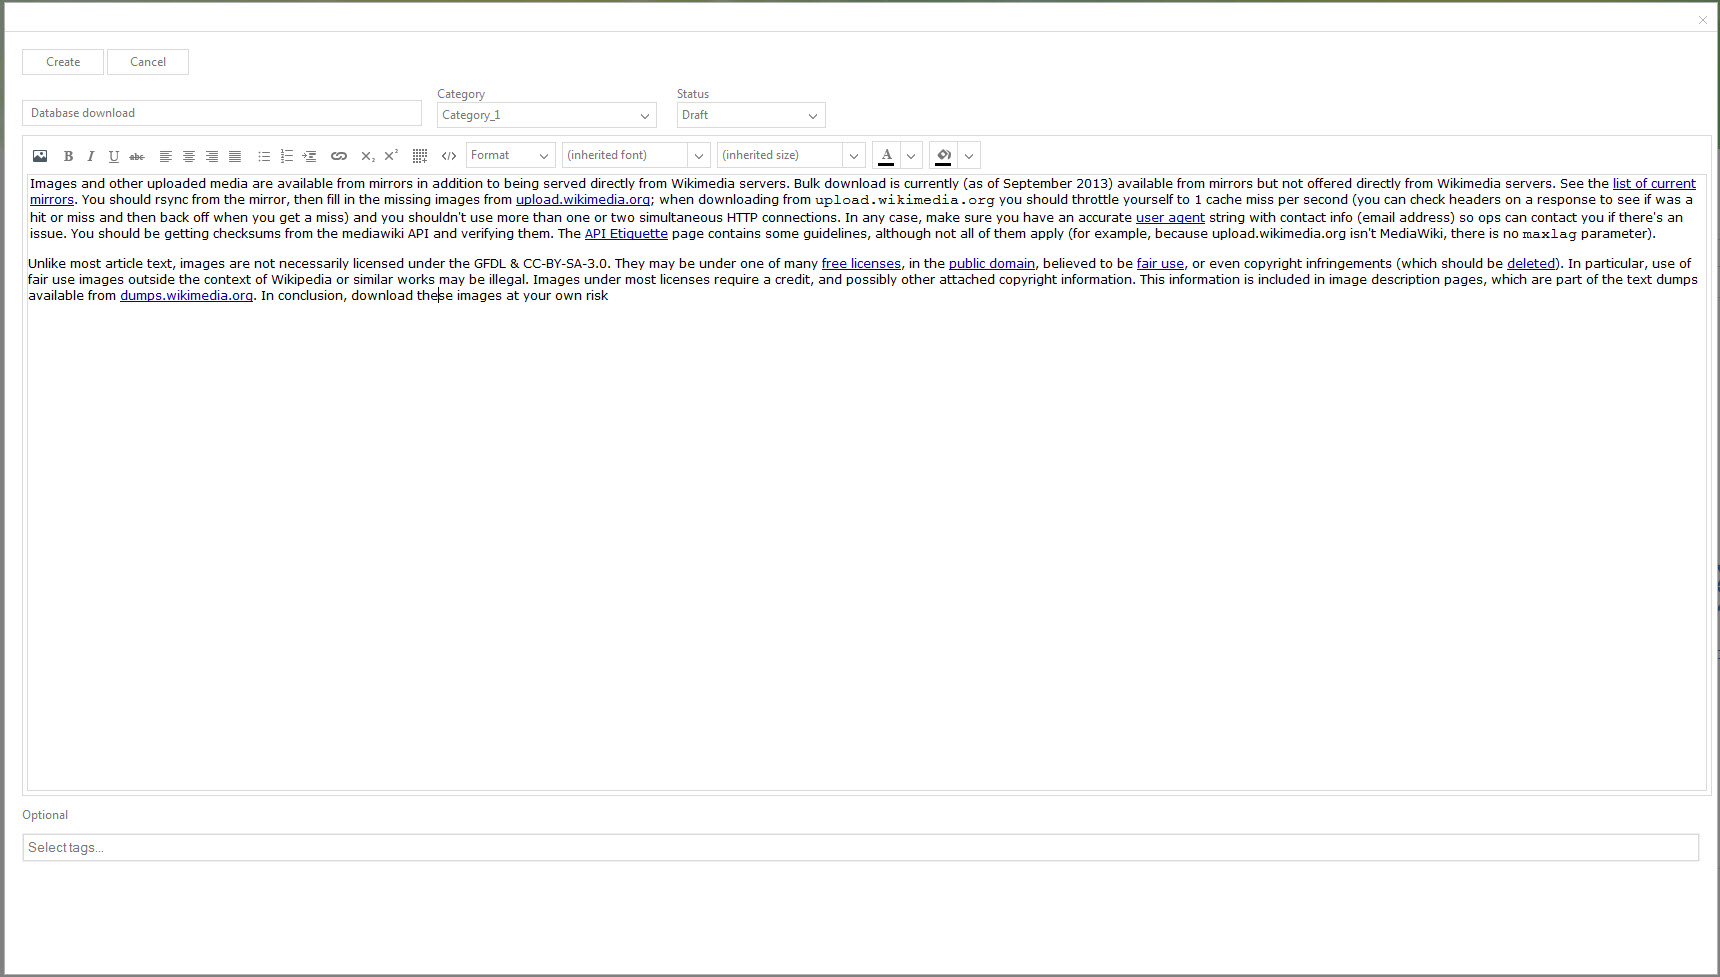 Create Cancel
Category Status
Database download Category_1 Draft
B I U abc X₂ X² </> Format (inherited font) (inherited size) A
Images and other uploaded media are available from mirrors in addition to being served directly from Wikimedia servers. Bulk download is currently (as of September 2013) available from mirrors but not offered directly from Wikimedia servers. See the list of current
mirrors. You should rsync from the mirror, then fill in the missing images from upload.wikimedia.org; when downloading from upload.wikimedia.org you should throttle yourself to 1 cache miss per second (you can check headers on a response to see if was a
hit or miss and then back off when you get a miss) and you shouldn't use more than one or two simultaneous HTTP connections. In any case, make sure you have an accurate user agent string with contact info (email address) so ops can contact you if there's an
issue. You should be getting checksums from the mediawiki API and verifying them. The API Etiquette page contains some guidelines, although not all of them apply (for example, because upload.wikimedia.org isn't MediaWiki, there is no maxlag parameter).
Unlike most article text, images are not necessarily licensed under the GFDL & CC-BY-SA-3.0. They may be under one of many free licenses, in the public domain, believed to be fair use, or even copyright infringements (which should be deleted). In particular, use of
fair use images outside the context of Wikipedia or similar works may be illegal. Images under most licenses require a credit, and possibly other attached copyright information. This information is included in image description pages, which are part of the text dumps
available from dumps.wikimedia.org. In conclusion, download these images at your own risk
Optional
Select tags...